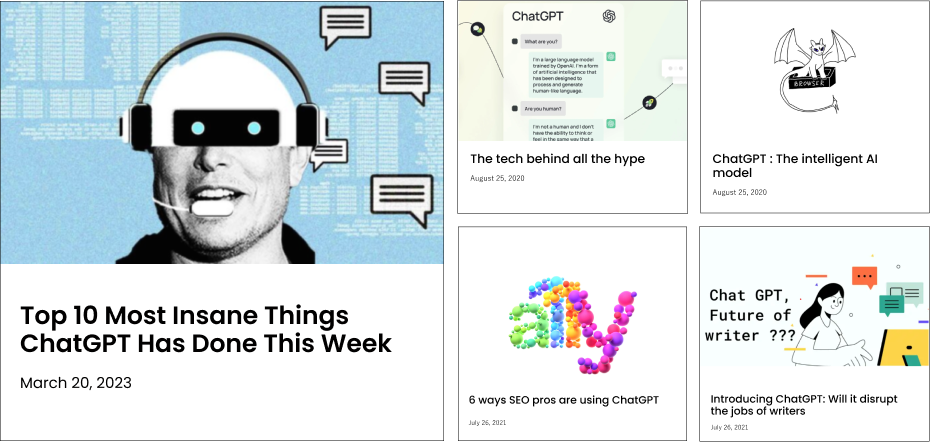 Top 10 Most Insane Things
ChatGPT Has Done This Week
March 20, 2023
ChatGPT
What are you?
I'm a large language model
trained by OpenAI. I'm a form
of artificial intelligence that
has been designed to
process and generate
human-like language.
Are you human?
I'm not a human and I don't
have the ability to think or
feel in the same way that a
The tech behind all the hype
August 25, 2020
BROWSER
ChatGPT : The intelligent AI
model
August 25, 2020
ally
6 ways SEO pros are using ChatGPT
July 26, 2021
Chat GPT,
Future of
writer ???
Introducing ChatGPT: Will it disrupt
the jobs of writers
July 26, 2021